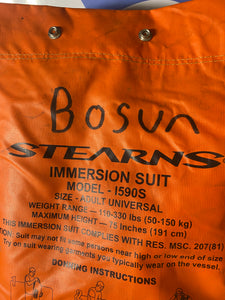 Bosun
STEARNS
IMMERSION SUIT
MODEL - I590S
SIZE - ADULT UNIVERSAL
WEIGHT RANGE - 110-330 lbs (50-150 kg)
MAXIMUM HEIGHT - 75 Inches (191 cm)
THIS IMMERSION SUIT COMPLIES WITH RES. MSC. 207(81)
Suit may not fit some persons near high or low end of size
Try on suit wearing garments you typically wear on the vessel.
DONNING INSTRUCTIONS